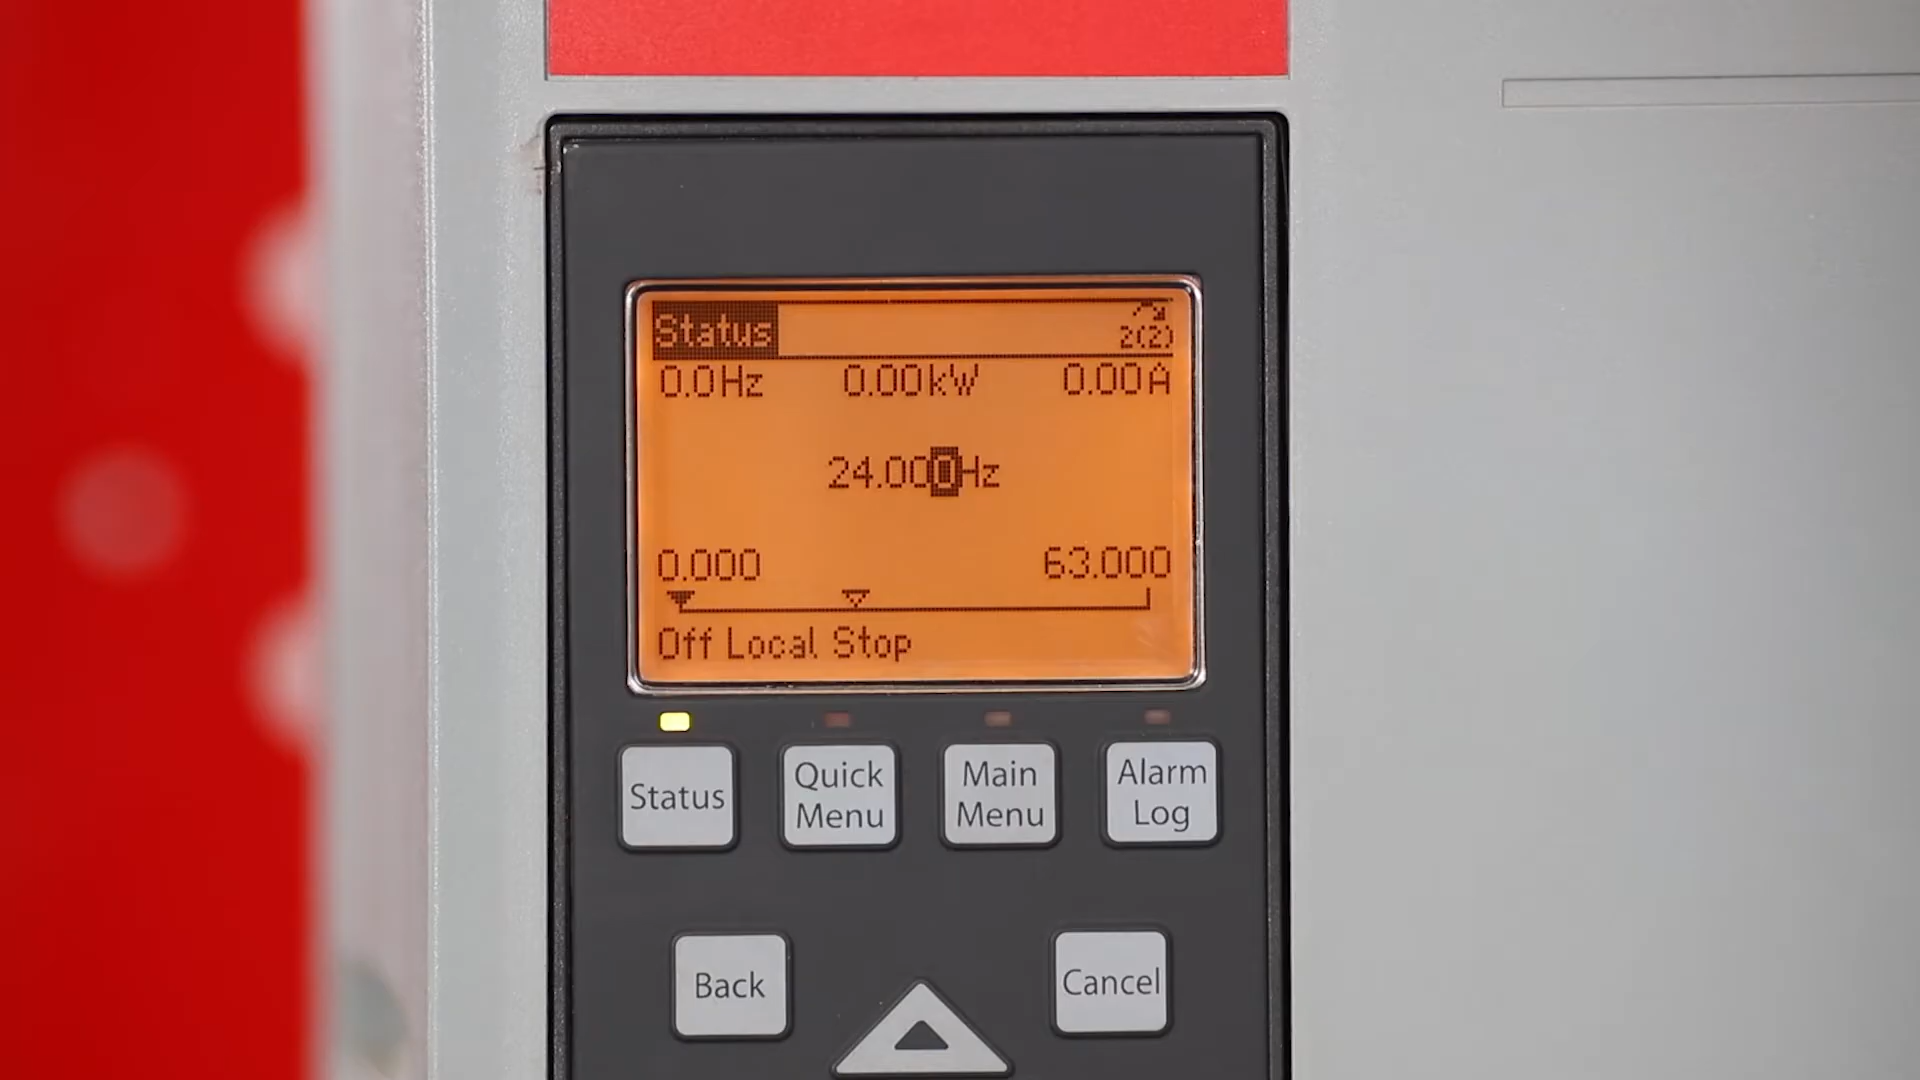 Status
2(2)
0.0Hz 0.00kW 0.00A
24.000Hz
0.000 63.000
Off Local Stop
Status
Quick
Menu
Main
Menu
Alarm
Log
Back
Cancel